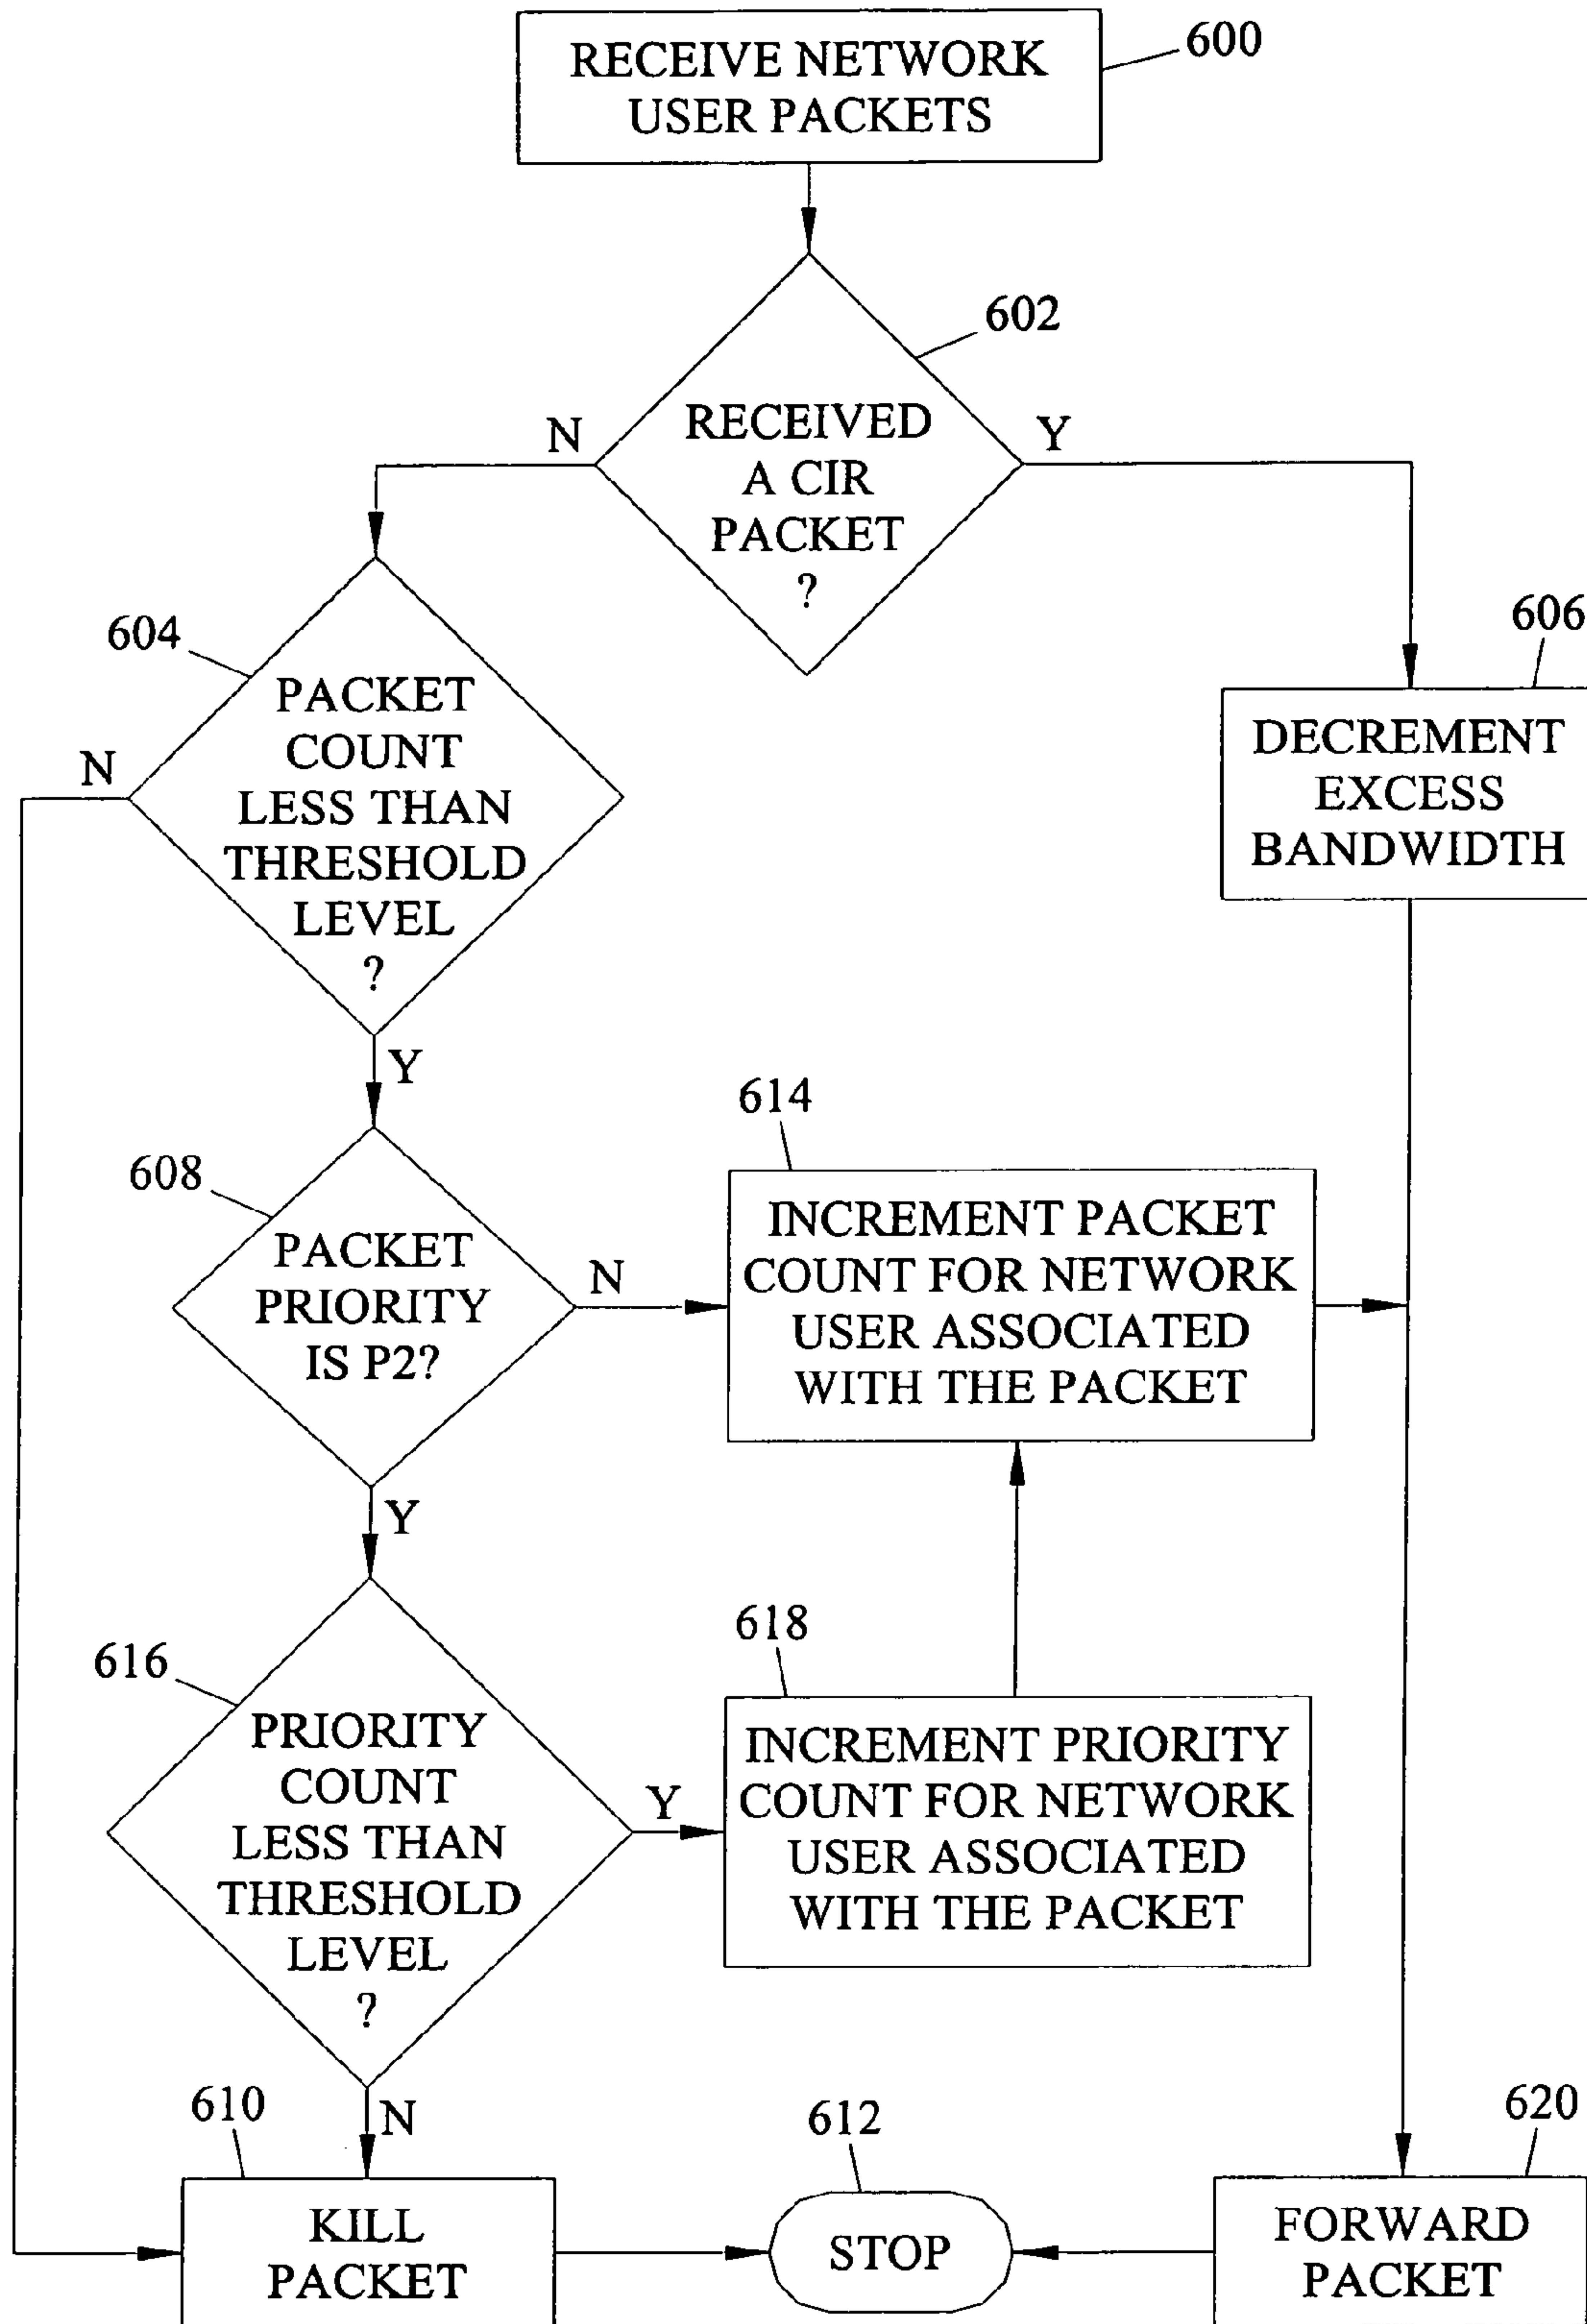 RECEIVE NETWORK
USER PACKETS
600
602
RECEIVED
A CIR
PACKET
?
N
Y
604
PACKET
COUNT
LESS THAN
THRESHOLD
LEVEL
?
N
Y
606
DECREMENT
EXCESS
BANDWIDTH
608
PACKET
PRIORITY
IS P2?
N
Y
614
INCREMENT PACKET
COUNT FOR NETWORK
USER ASSOCIATED
WITH THE PACKET
616
PRIORITY
COUNT
LESS THAN
THRESHOLD
LEVEL
?
Y
N
618
INCREMENT PRIORITY
COUNT FOR NETWORK
USER ASSOCIATED
WITH THE PACKET
610
KILL
PACKET
612
STOP
620
FORWARD
PACKET